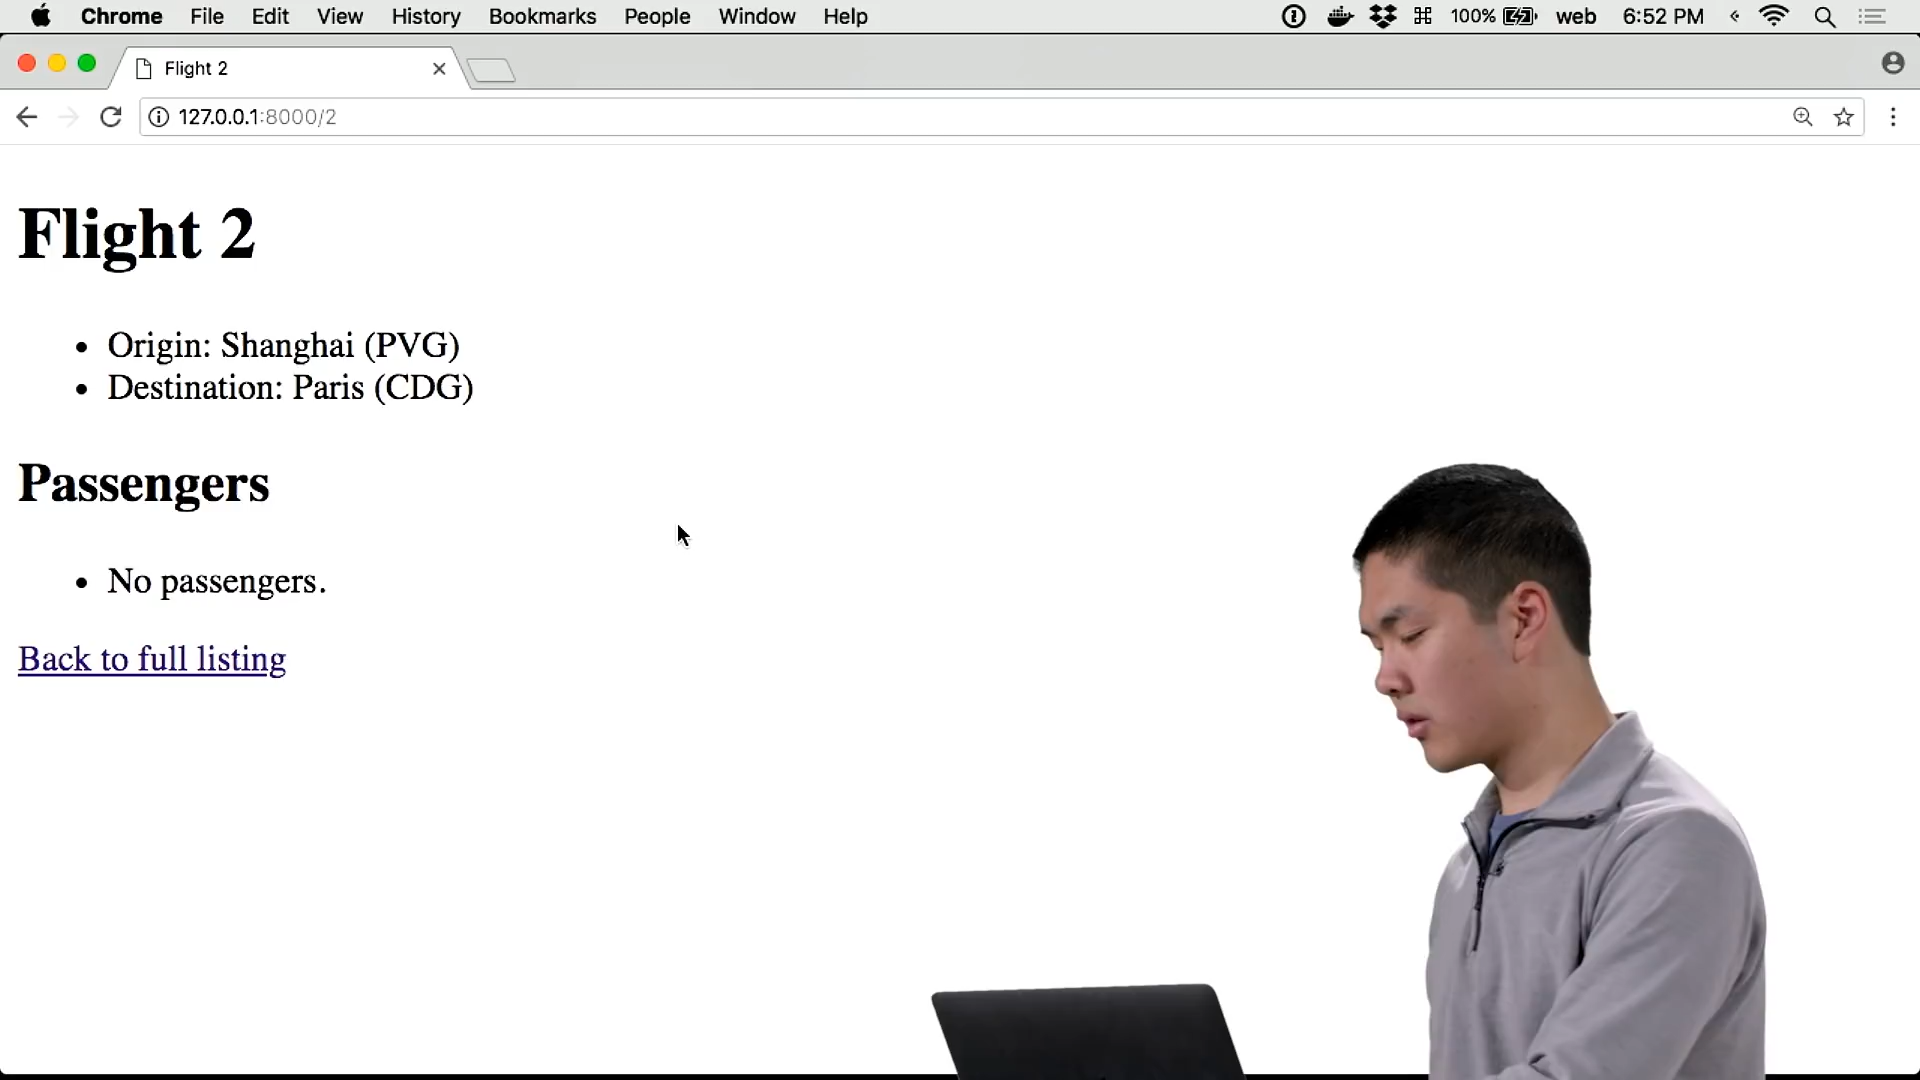 Chrome File Edit View History Bookmarks People Window Help 100% web 6:52 PM
Flight 2
127.0.0.1:8000/2
Flight 2
Origin: Shanghai (PVG)
Destination: Paris (CDG)
Passengers
No passengers.
Back to full listing